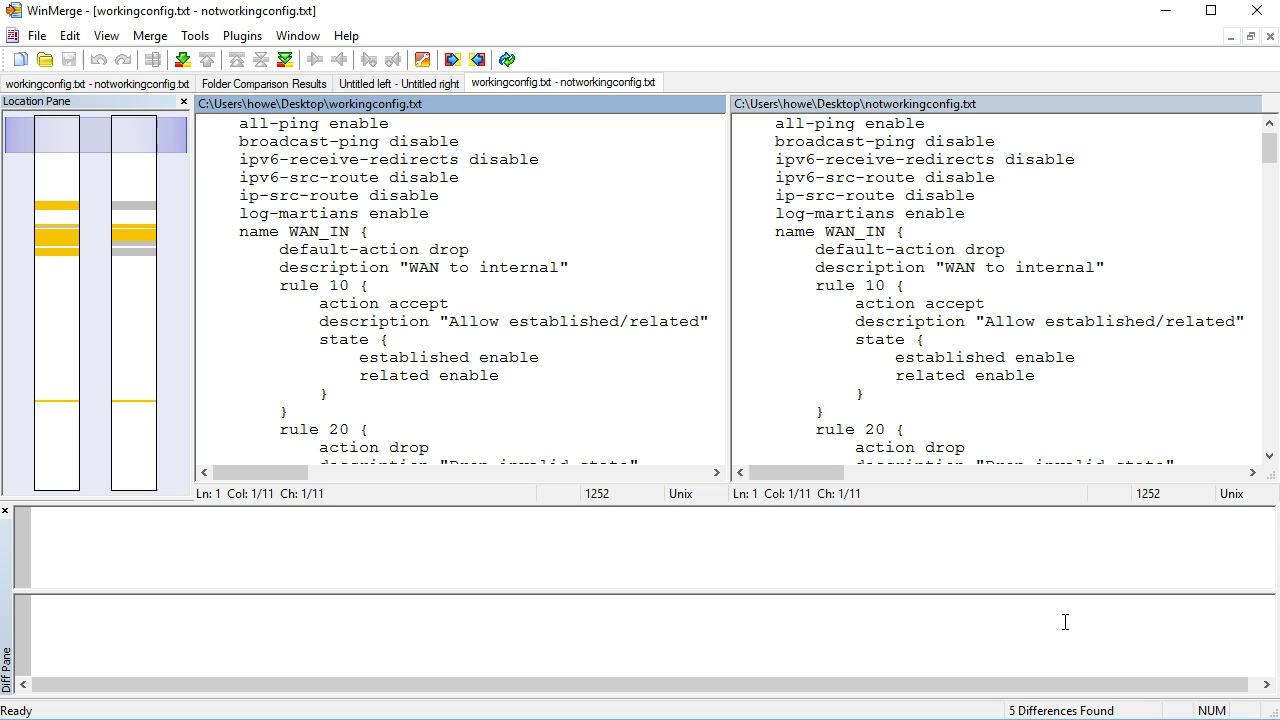 WinMerge - [workingconfig.txt - notworkingconfig.txt]
File Edit View Merge Tools Plugins Window Help
workingconfig.txt - notworkingconfig.txt Folder Comparison Results Untitled left - Untitled right workingconfig.txt - notworkingconfig.txt
Location Pane
C:\Users\howe\Desktop\workingconfig.txt
all-ping enable
broadcast-ping disable
ipv6-receive-redirects disable
ipv6-src-route disable
ip-src-route disable
log-martians enable
name WAN_IN {
default-action drop
description "WAN to internal"
rule 10 {
action accept
description "Allow established/related"
state {
established enable
related enable
}
}
rule 20 {
action drop
description "Drop invalid state"
Ln: 1 Col: 1/11 Ch: 1/11 1252 Unix
C:\Users\howe\Desktop\notworkingconfig.txt
all-ping enable
broadcast-ping disable
ipv6-receive-redirects disable
ipv6-src-route disable
ip-src-route disable
log-martians enable
name WAN_IN {
default-action drop
description "WAN to internal"
rule 10 {
action accept
description "Allow established/related"
state {
established enable
related enable
}
}
rule 20 {
action drop
description "Drop invalid state"
Ln: 1 Col: 1/11 Ch: 1/11 1252 Unix
Diff Pane
Ready 5 Differences Found NUM